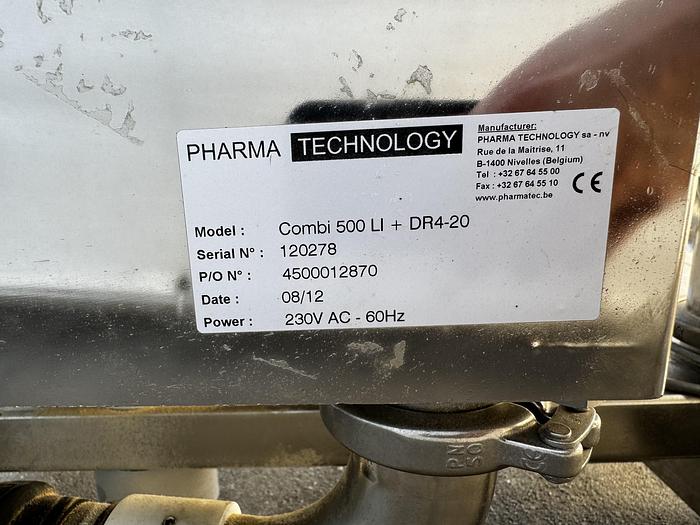 PHARMA TECHNOLOGY
Manufacturer:
PHARMA TECHNOLOGY sa - nv
Rue de la Maitrise, 11
B-1400 Nivelles (Belgium)
Tel : +32 67 64 55 00
Fax : +32 67 64 55 10
www.pharmatec.be
CE
Model : Combi 500 LI + DR4-20
Serial N° : 120278
P/O N° : 4500012870
Date : 08/12
Power : 230V AC - 60Hz
PN
50